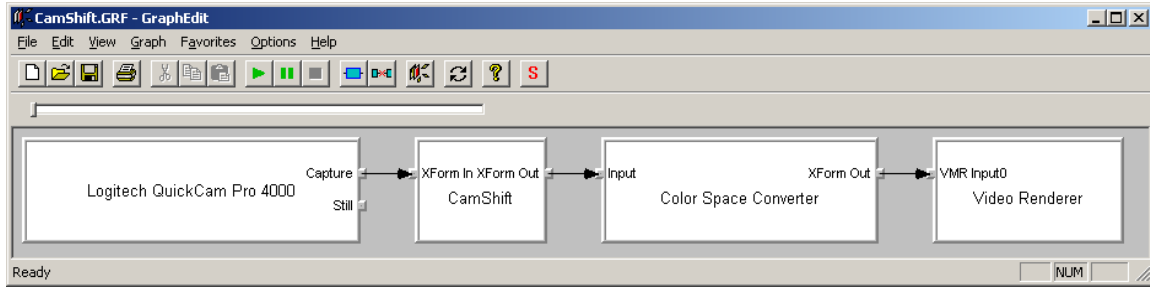 CamShift.GRF - GraphEdit
File Edit View Graph Favorites Options Help
S
Capture
Still
Logitech QuickCam Pro 4000
XForm In XForm Out
CamShift
Input XForm Out
Color Space Converter
VMR Input0
Video Renderer
Ready NUM